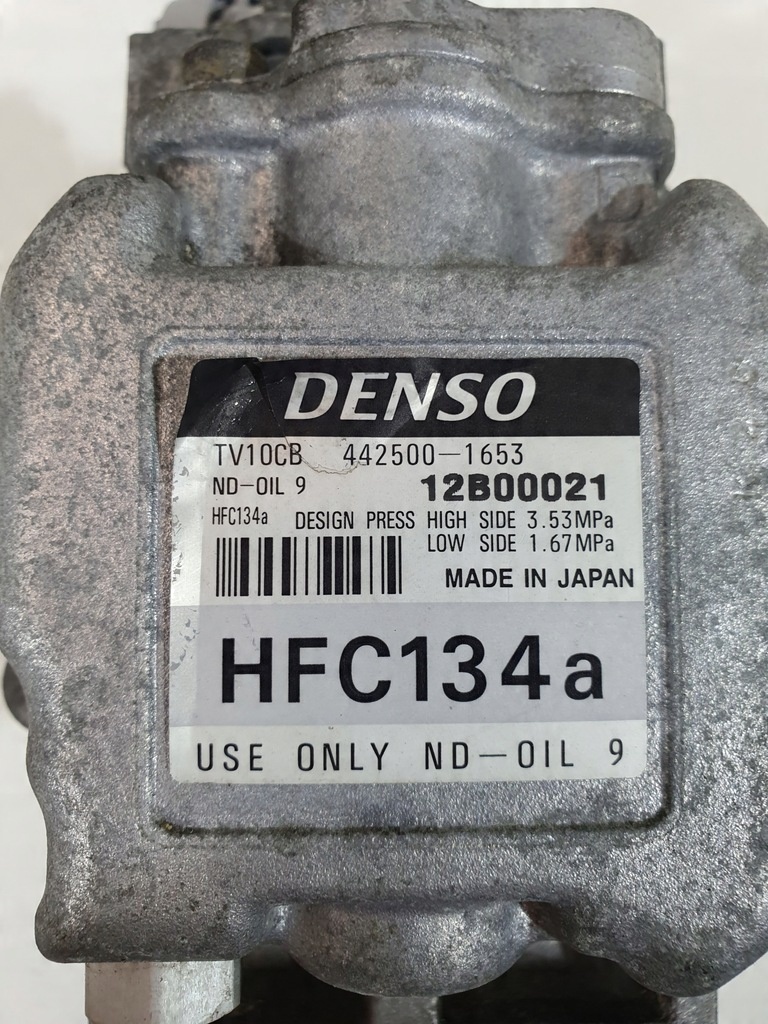 DENSO
TV10CB 442500-1653
ND-OIL 9 12B00021
HFC134a DESIGN PRESS HIGH SIDE 3.53MPa
LOW SIDE 1.67MPa
MADE IN JAPAN
HFC134a
USE ONLY ND-OIL 9